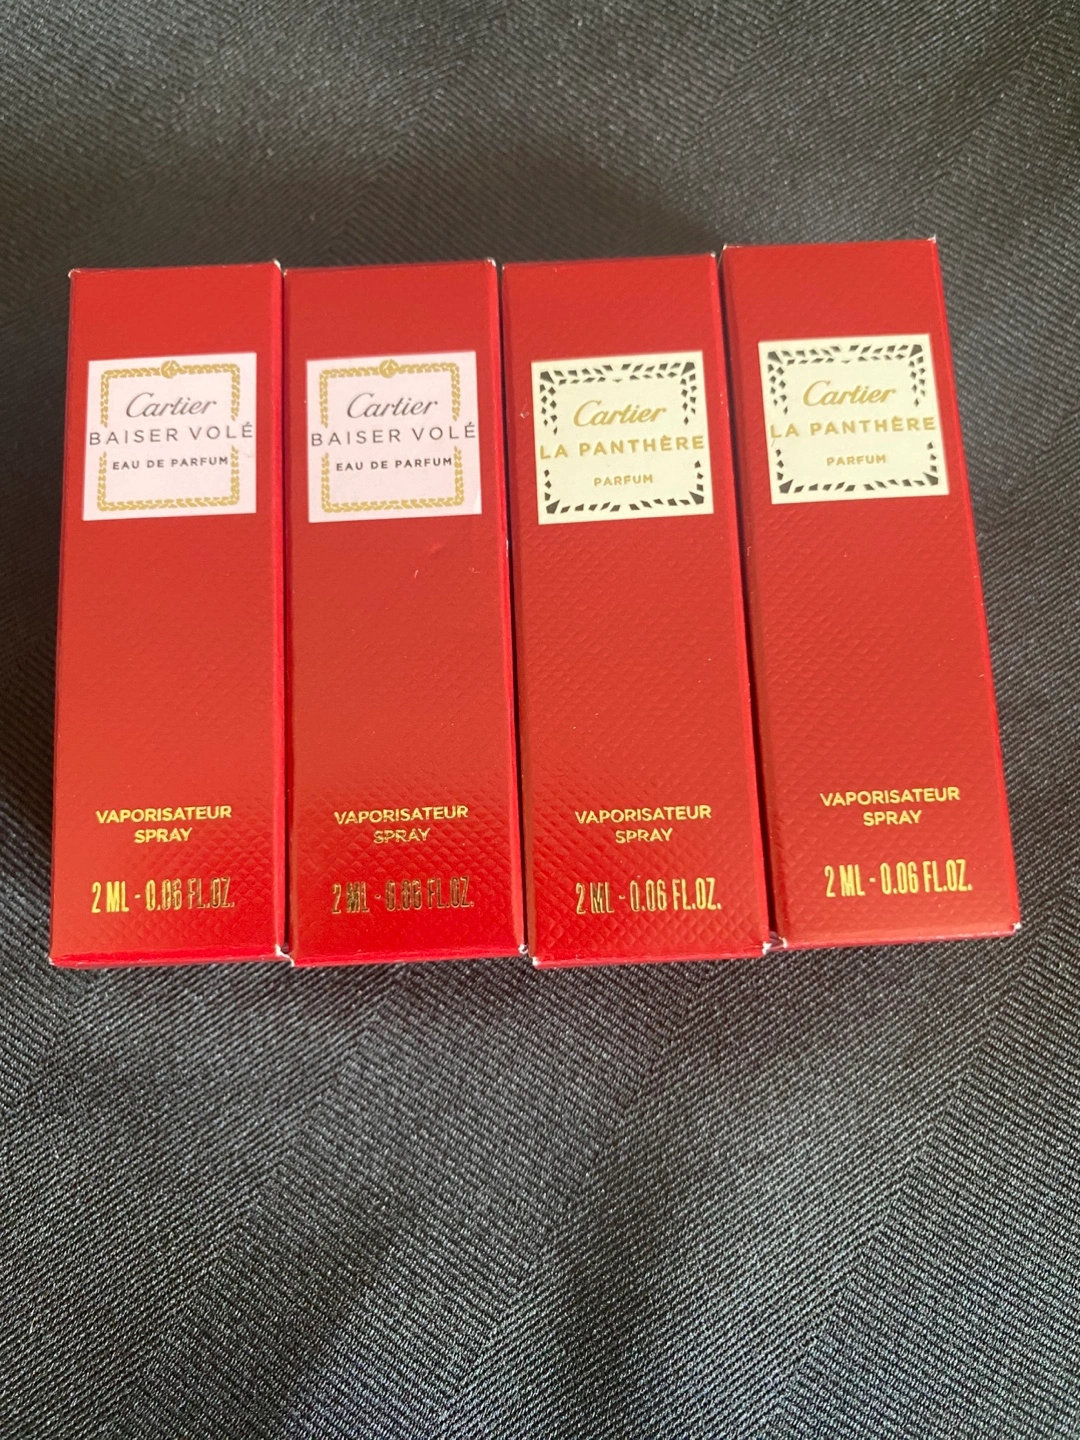 Cartier
BAISER VOLÉ
EAU DE PARFUM
VAPORISATEUR
SPRAY
2 ML - 0.06 FL.OZ.
Cartier
BAISER VOLÉ
EAU DE PARFUM
VAPORISATEUR
SPRAY
2 ML - 0.06 FL.OZ.
Cartier
LA PANTHÈRE
PARFUM
VAPORISATEUR
SPRAY
2 ML - 0.06 FL.OZ.
Cartier
LA PANTHÈRE
PARFUM
VAPORISATEUR
SPRAY
2 ML - 0.06 FL.OZ.